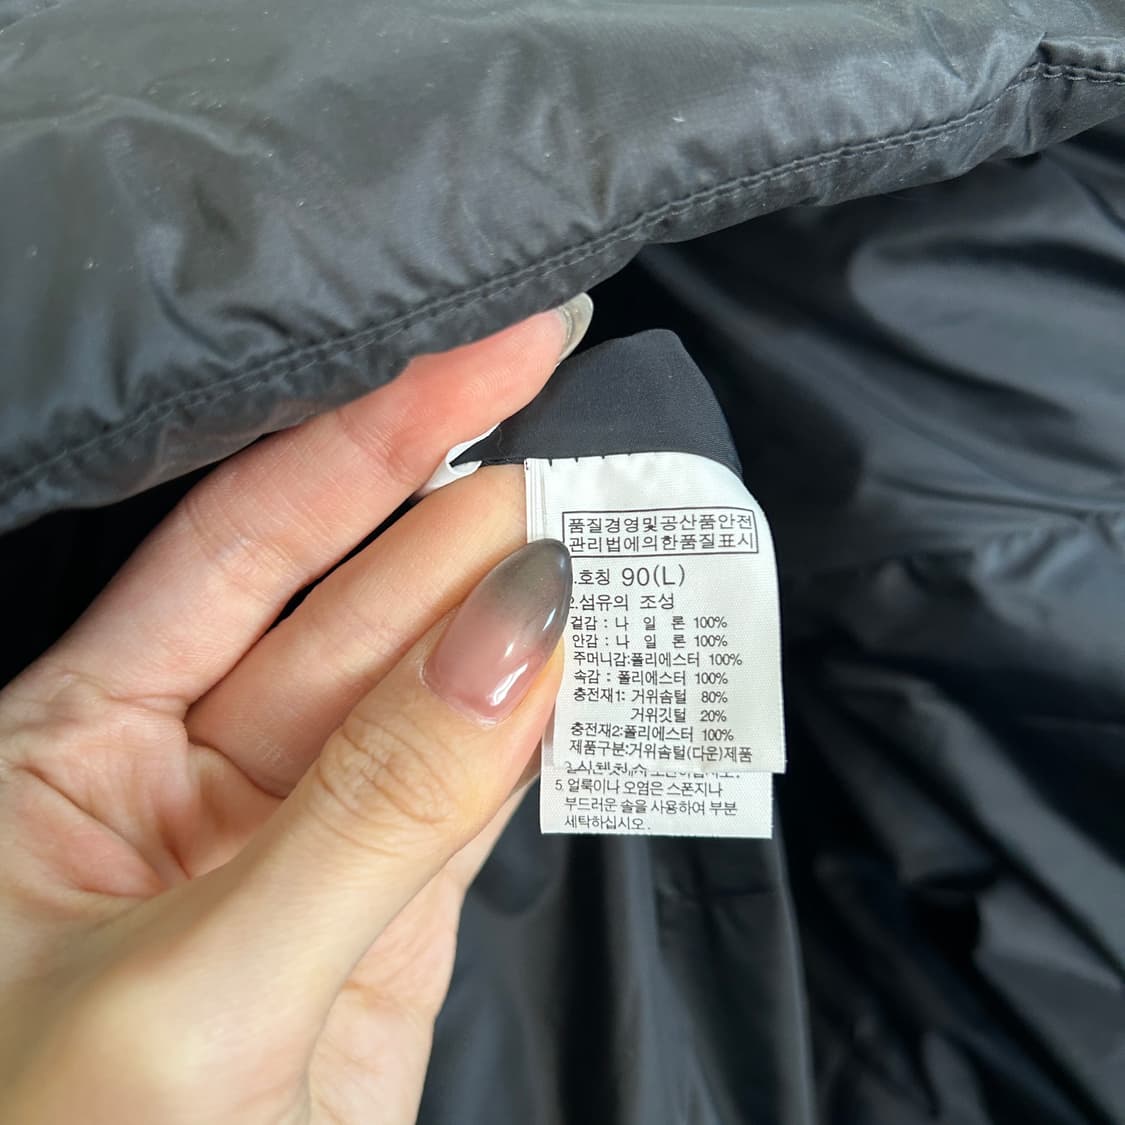 품질경영및공산품안전
관리법에의한품질표시
.호칭 90(L)
2.섬유의 조성
겉감 : 나 일 론 100%
안감 : 나 일 론 100%
주머니감:폴리에스터 100%
속감 : 폴리에스터 100%
충전재1: 거위솜털 80%
거위깃털 20%
충전재2:폴리에스터 100%
제품구분:거위솜털(다운)제품
5. 얼룩이나 오염은 스폰지나
부드러운 솔을 사용하여 부분
세탁하십시오.